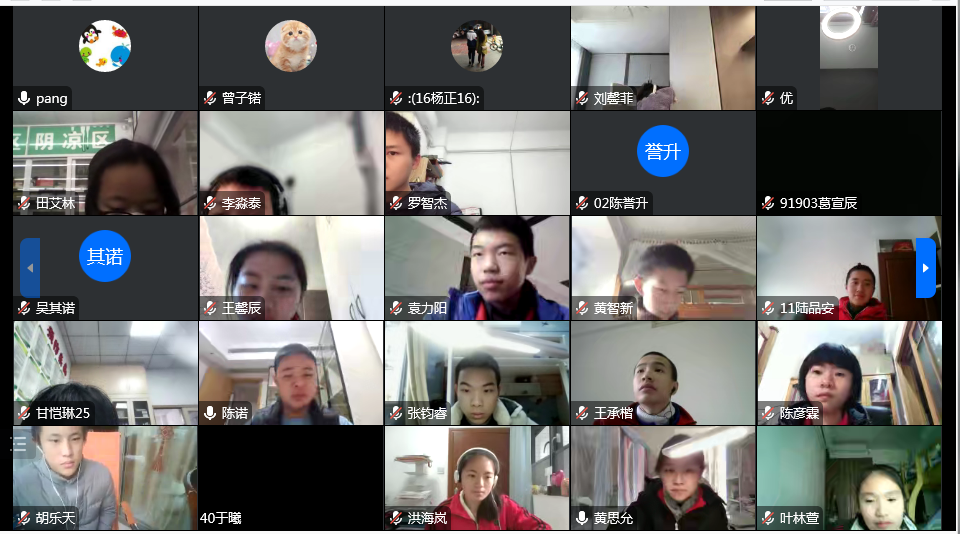 pang
曾子锘
:(16杨正16):
刘馨菲
优
区阴凉区
田艾林
李淼泰
罗智杰
誉升
02陈誉升
91903葛宣辰
其诺
吴其诺
王馨辰
袁力阳
黄智新
11陆品安
甘恺琳25
陈诺
张钧睿
王承楷
陈彦霖
胡乐天
40于曦
洪海岚
黄思允
叶林萱